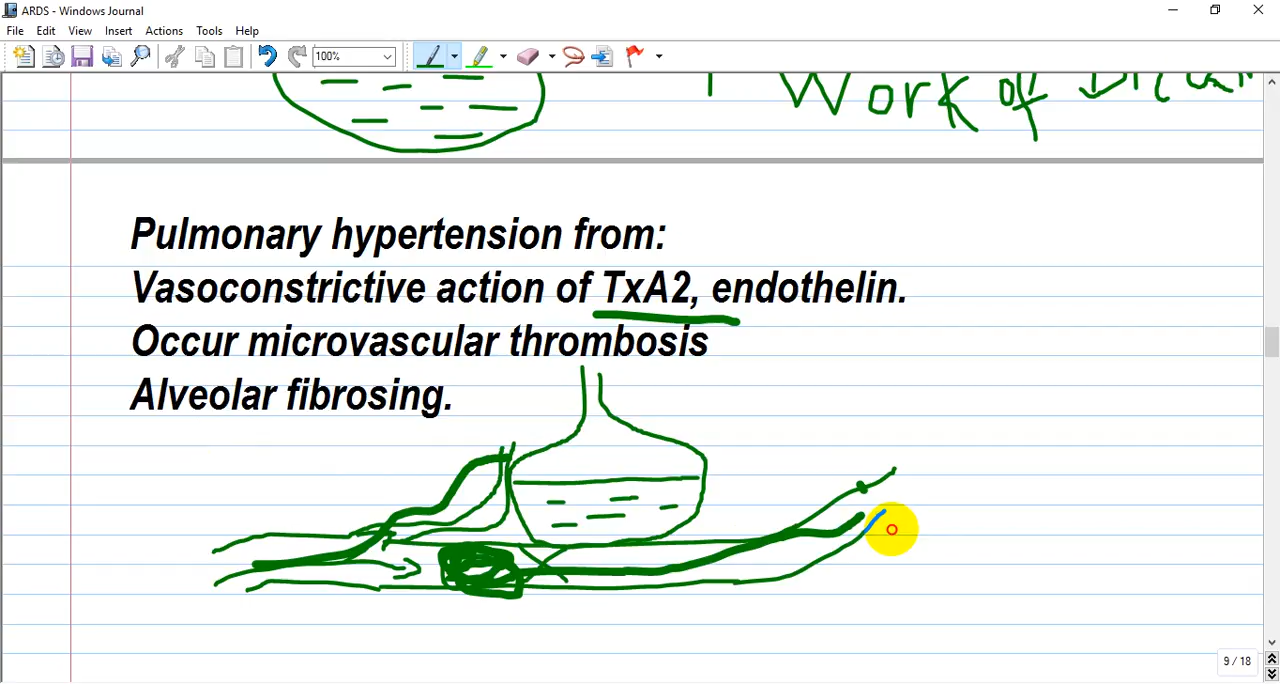 ARDS - Windows Journal
File Edit View Insert Actions Tools Help
100%
Work of
Pulmonary hypertension from:
Vasoconstrictive action of TxA2, endothelin.
Occur microvascular thrombosis
Alveolar fibrosing.
9 / 18